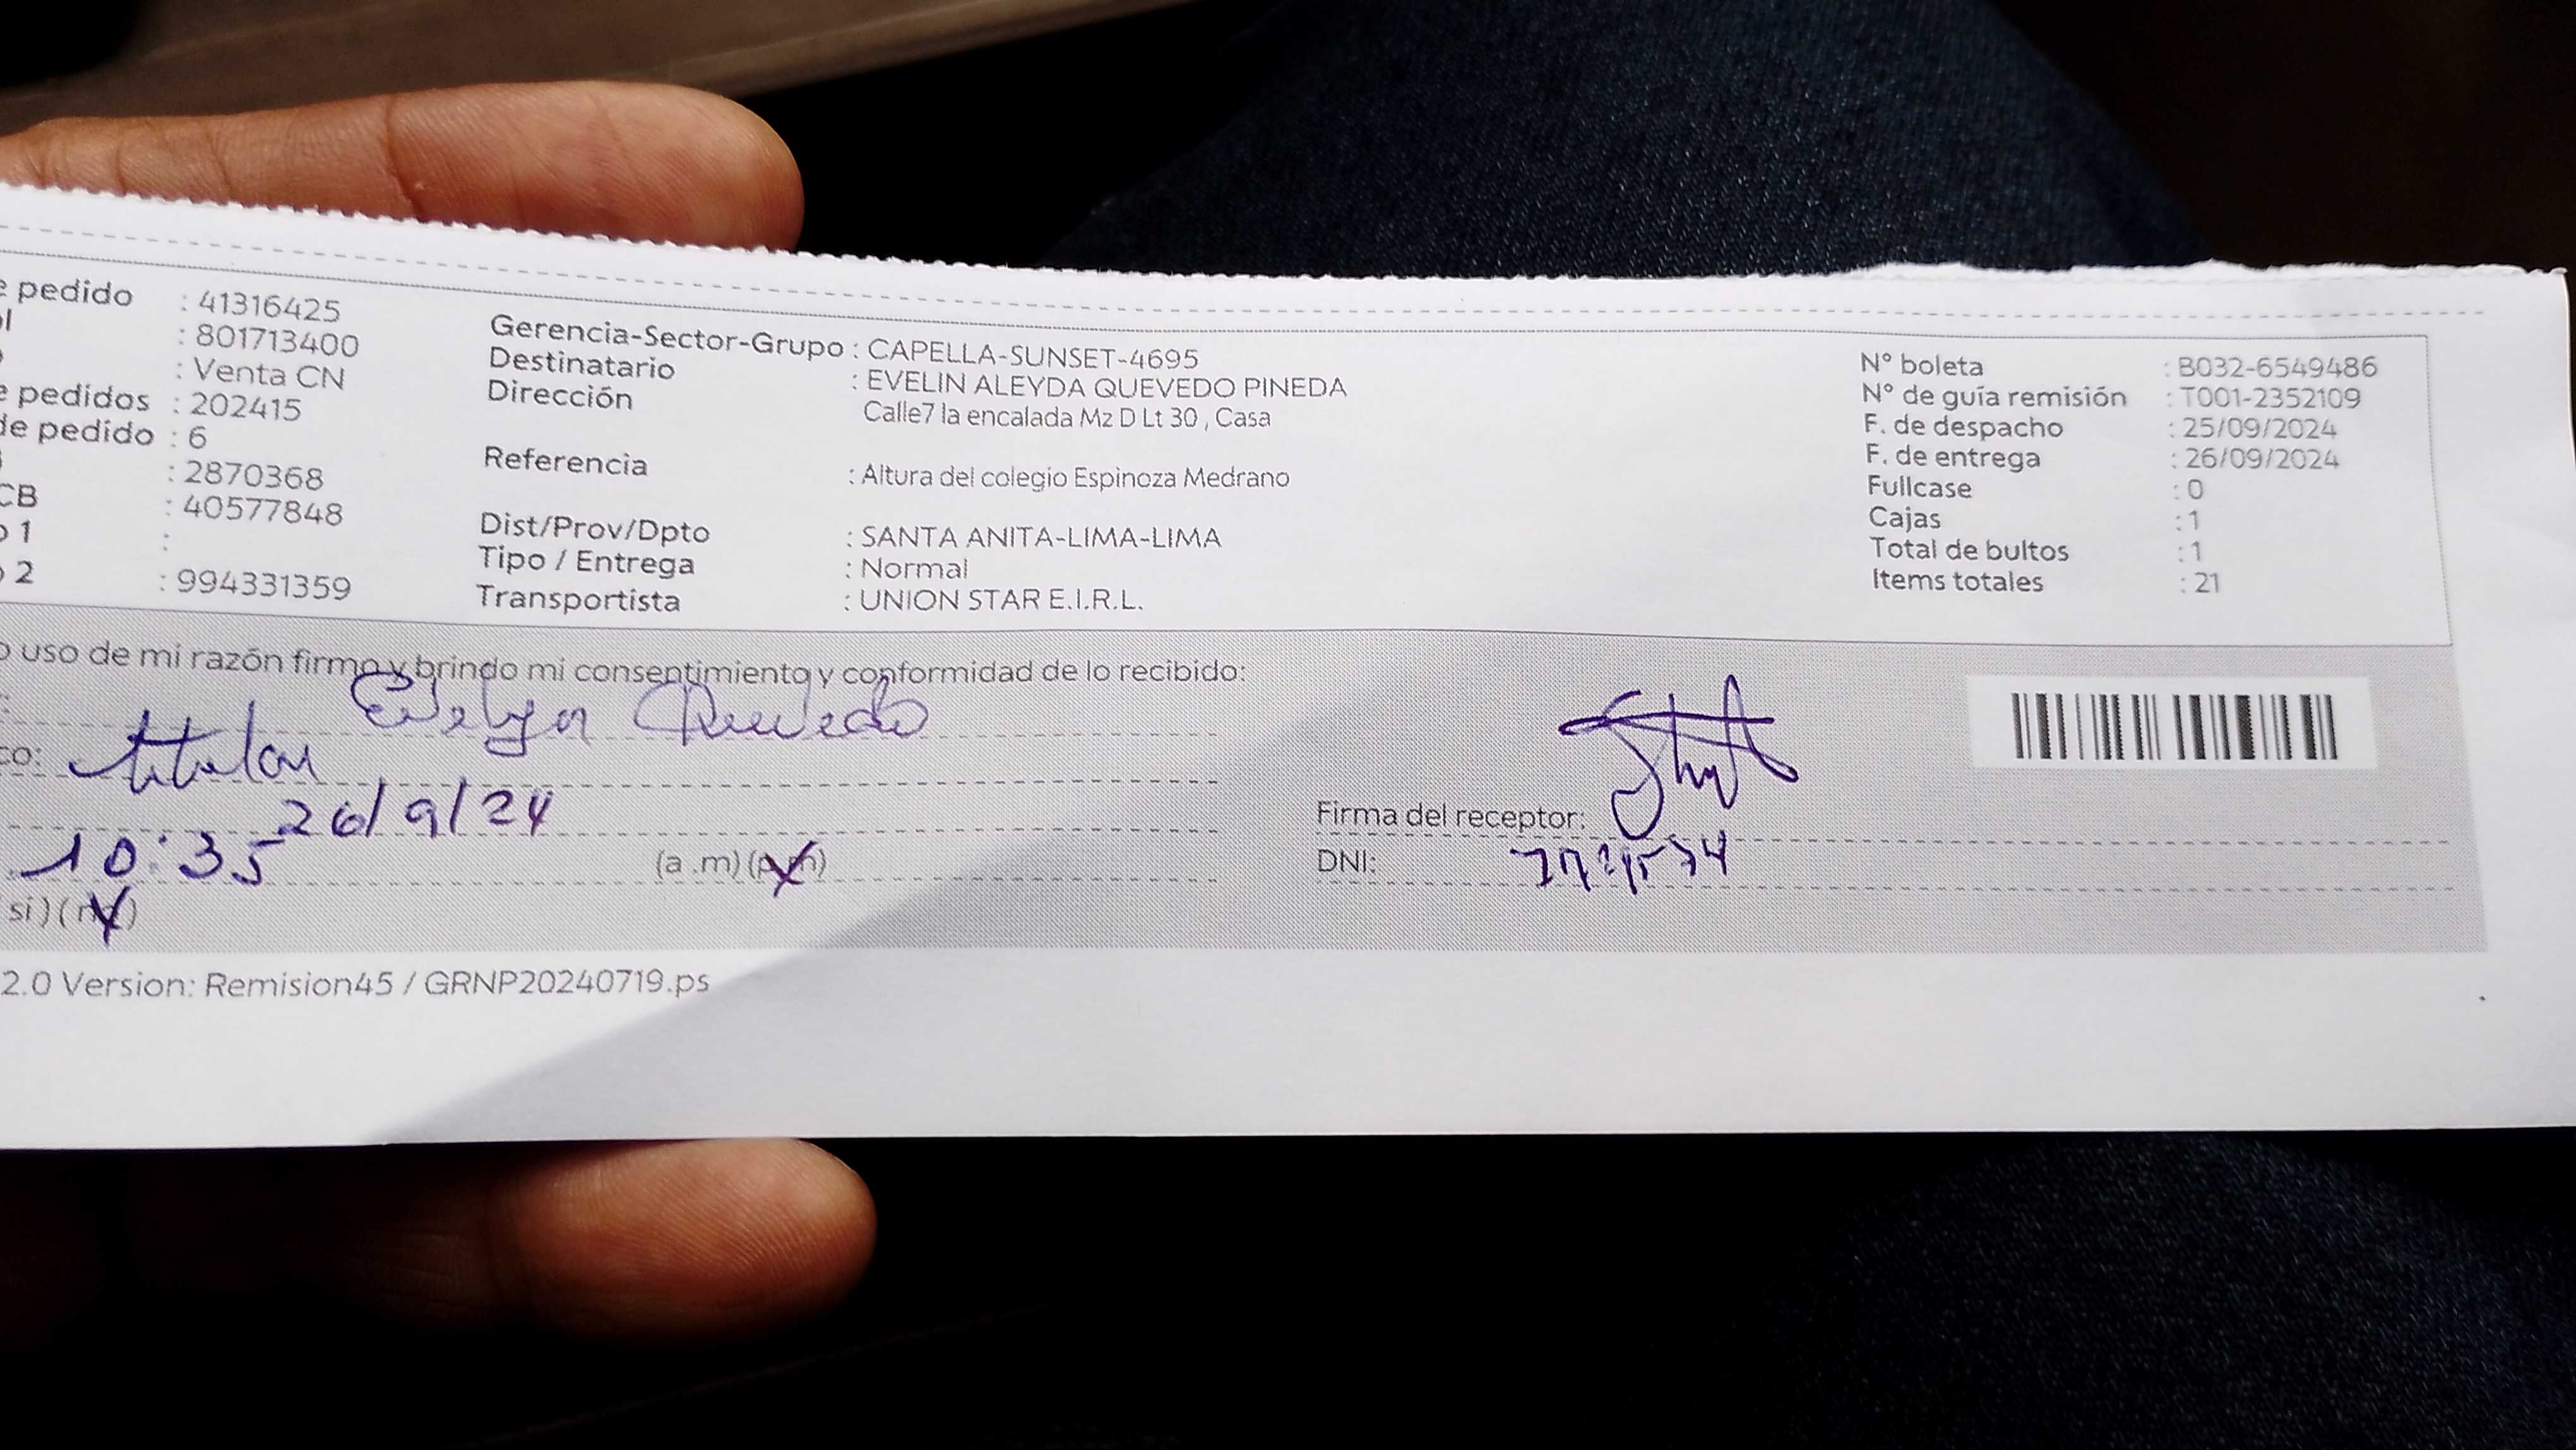 e pedido : 41316425
l : 801713400
: Venta CN
e pedidos : 202415
de pedido : 6
: 2870368
CB : 40577848
o 1 :
o 2 : 994331359
Gerencia-Sector-Grupo : CAPELLA-SUNSET-4695
Destinatario : EVELIN ALEYDA QUEVEDO PINEDA
Dirección Calle7 la encalada Mz D Lt 30 , Casa
Referencia : Altura del colegio Espinoza Medrano
Dist/Prov/Dpto : SANTA ANITA-LIMA-LIMA
Tipo / Entrega : Normal
Transportista : UNION STAR E.I.R.L.
N° boleta : B032-6549486
N° de guía remisión : T001-2352109
F. de despacho : 25/09/2024
F. de entrega : 26/09/2024
Fullcase : 0
Cajas : 1
Total de bultos : 1
Items totales : 21
o uso de mi razón firmo y brindo mi consentimiento y conformidad de lo recibido:
Evelyn Quevedo
co: titular
26/9/24
10:35 (a .m) (p.m)
si ) ( no )
Firma del receptor:
DNI:
2.0 Version: Remision45 / GRNP20240719.ps